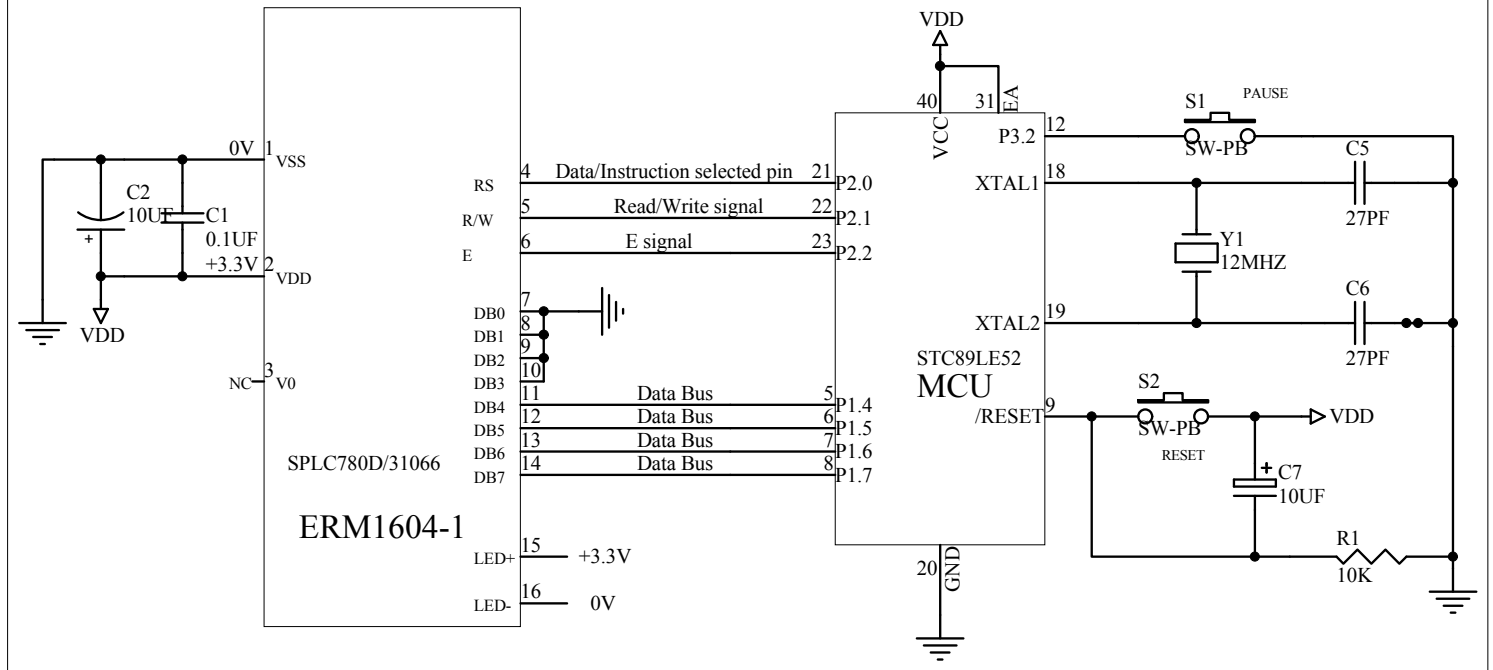 VDD
40
31
EA
VCC
0V
1
VSS
C2
10UF
C1
0.1UF
+3.3V
2
VDD
VDD
NC
3
V0
SPLC780D/31066
ERM1604-1
RS
4
Data/Instruction selected pin
21
P2.0
R/W
5
Read/Write signal
22
P2.1
E
6
E signal
23
P2.2
DB0
7
DB1
8
DB2
9
DB3
10
DB4
11
Data Bus
5
P1.4
DB5
12
Data Bus
6
P1.5
DB6
13
Data Bus
7
P1.6
DB7
14
Data Bus
8
P1.7
LED+
15
+3.3V
LED-
16
0V
P3.2
12
S1
PAUSE
SW-PB
XTAL1
18
C5
27PF
Y1
12MHZ
XTAL2
19
C6
27PF
STC89LE52
MCU
/RESET
9
S2
SW-PB
RESET
VDD
+
C7
10UF
R1
10K
20
GND
+